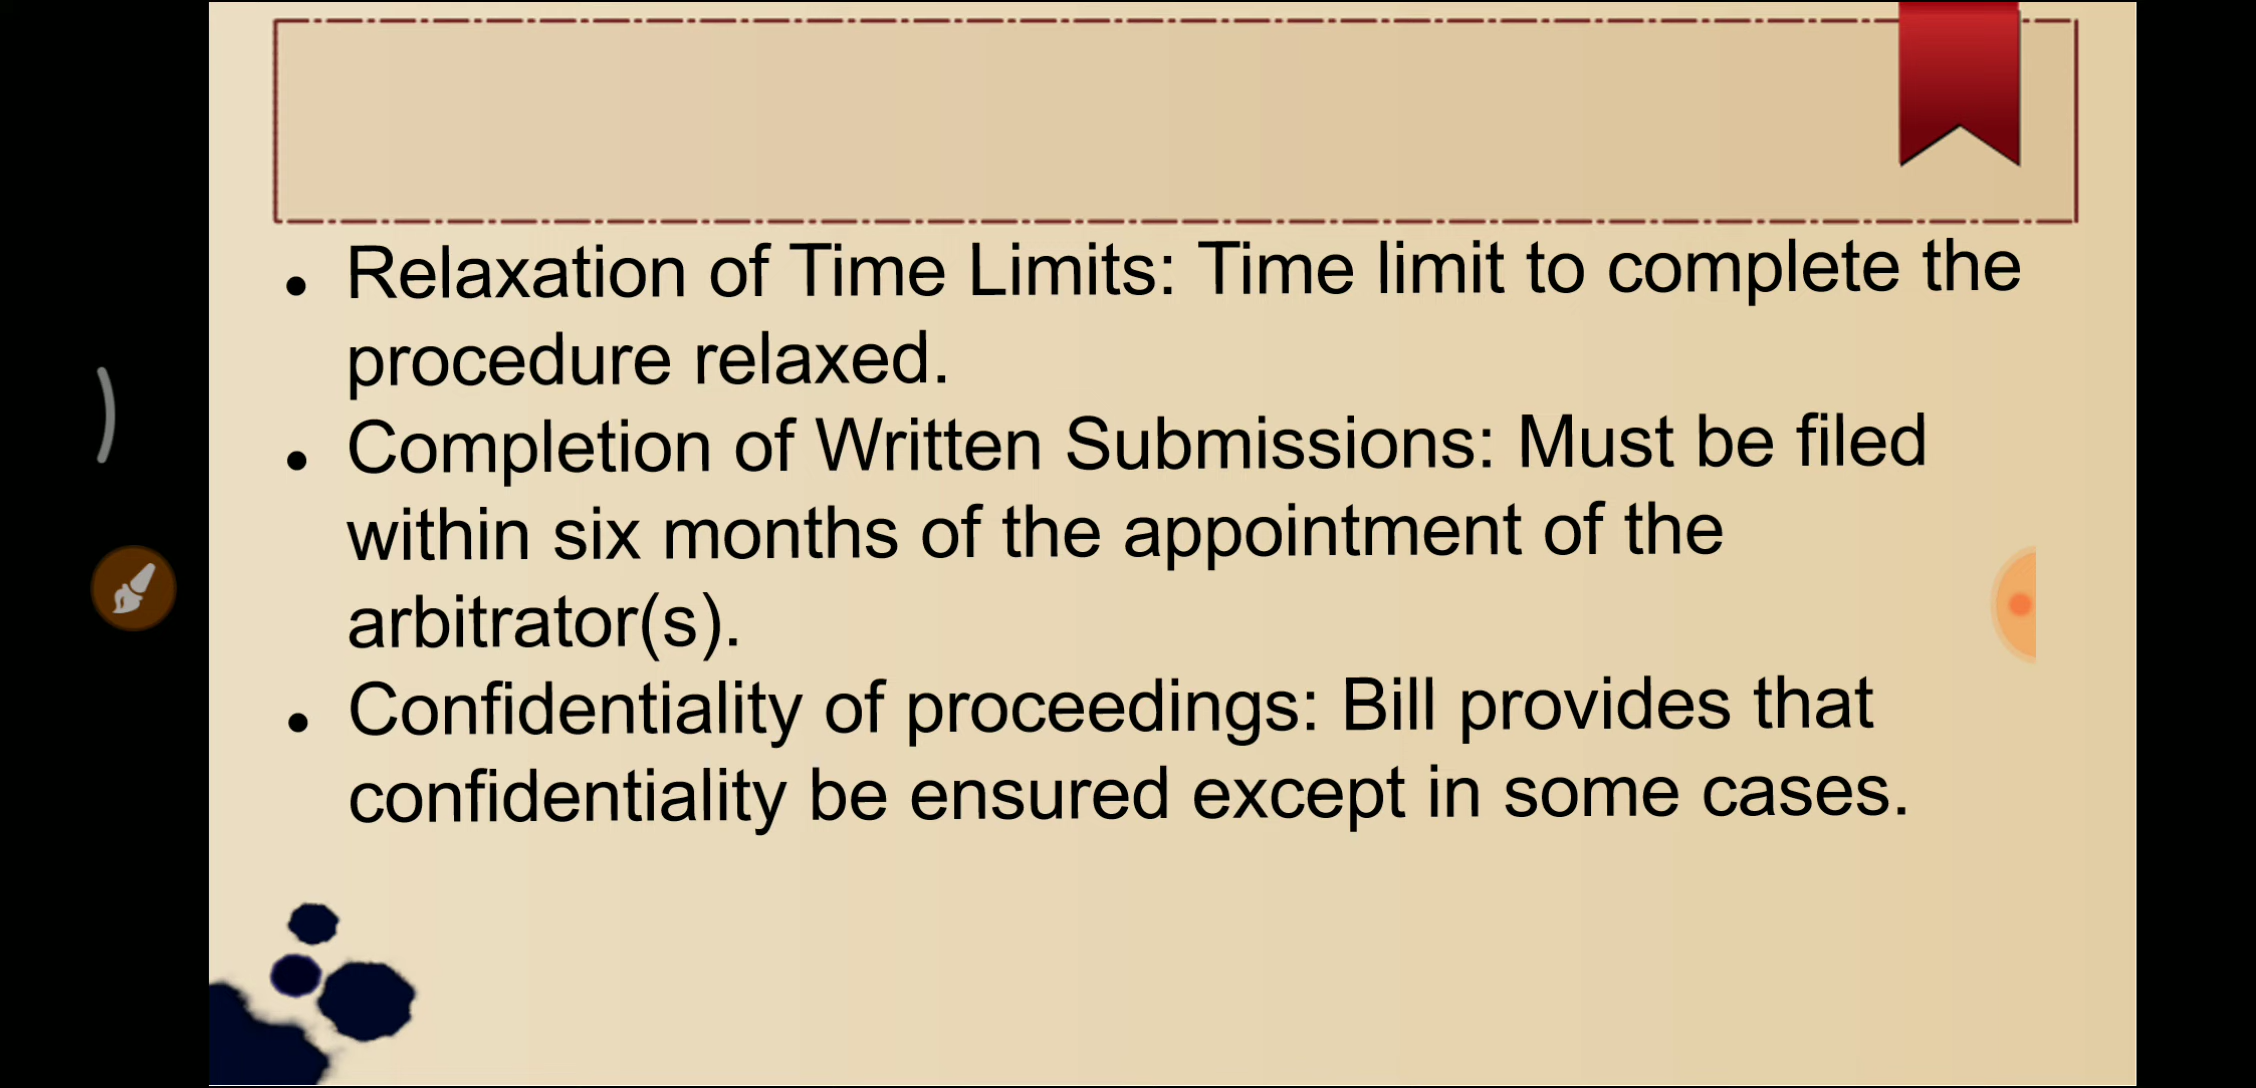 • Relaxation of Time Limits: Time limit to complete the
procedure relaxed.
• Completion of Written Submissions: Must be filed
within six months of the appointment of the
arbitrator(s).
• Confidentiality of proceedings: Bill provides that
confidentiality be ensured except in some cases.